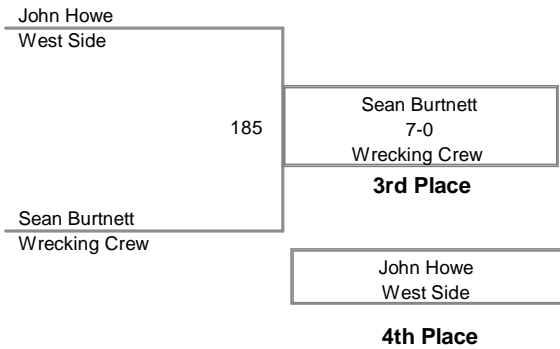 John Howe
West Side
185
Sean Burtnett
7-0
Wrecking Crew
3rd Place
Sean Burtnett
Wrecking Crew
John Howe
West Side
4th Place